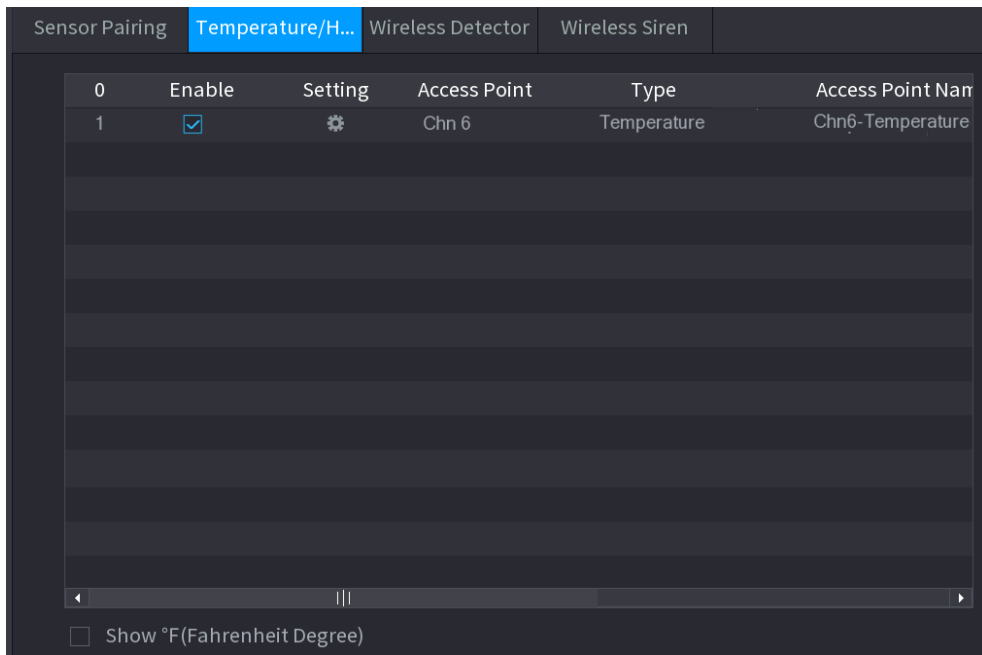 Sensor Pairing Temperature/H... Wireless Detector Wireless Siren
0 Enable Setting Access Point Type Access Point Nam
1 Chn 6 Temperature Chn6-Temperature
Show °F(Fahrenheit Degree)